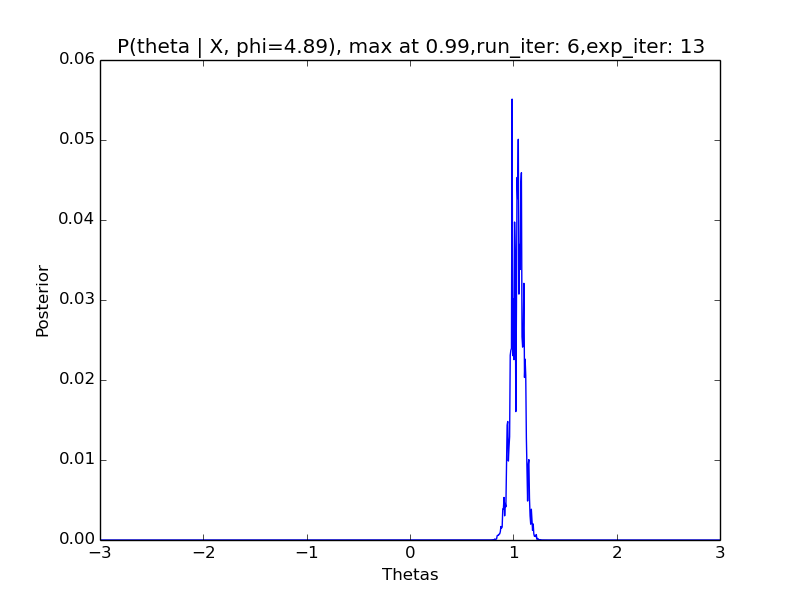 P(theta | X, phi=4.89), max at 0.99,run_iter: 6,exp_iter: 13
0.06
0.05
0.04
0.03
0.02
0.01
0.00
Posterior
−3 −2 −1 0 1 2 3
Thetas